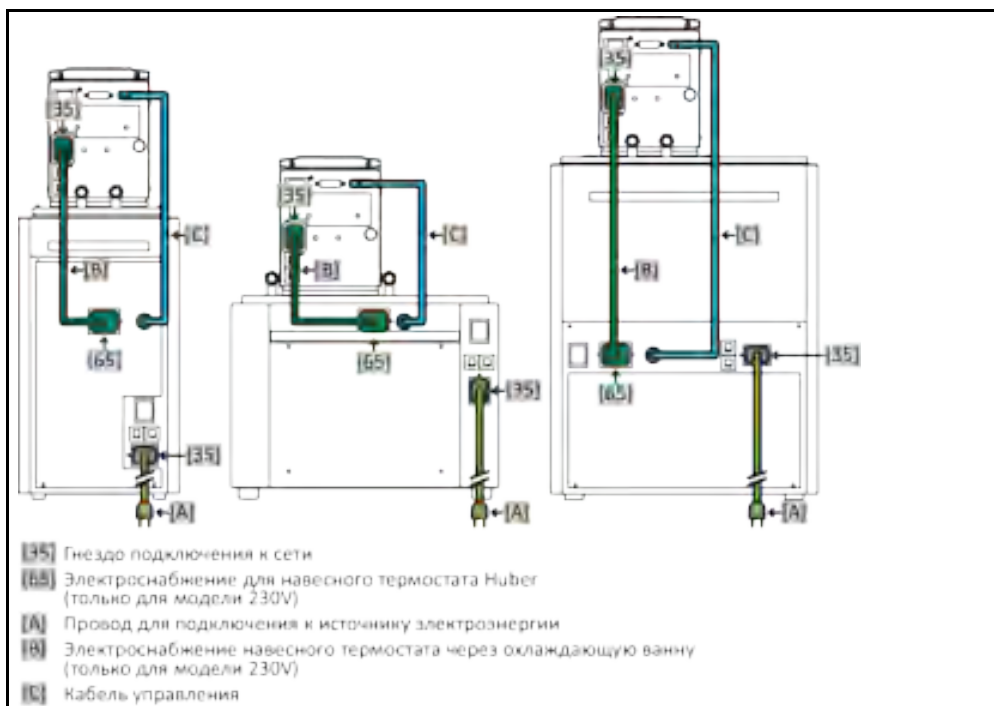 [35]
[C]
[B]
[65]
[35]
[A]
[35]
[C]
[B]
[65]
[35]
[A]
[35]
[C]
[B]
[35]
[65]
[A]
[35] Гнездо подключения к сети
[65] Электроснабжение для навесного термостата Huber
(только для модели 230V)
[A] Провод для подключения к источнику электроэнергии
[B] Электроснабжение навесного термостата через охлаждающую ванну
(только для модели 230V)
[C] Кабель управления